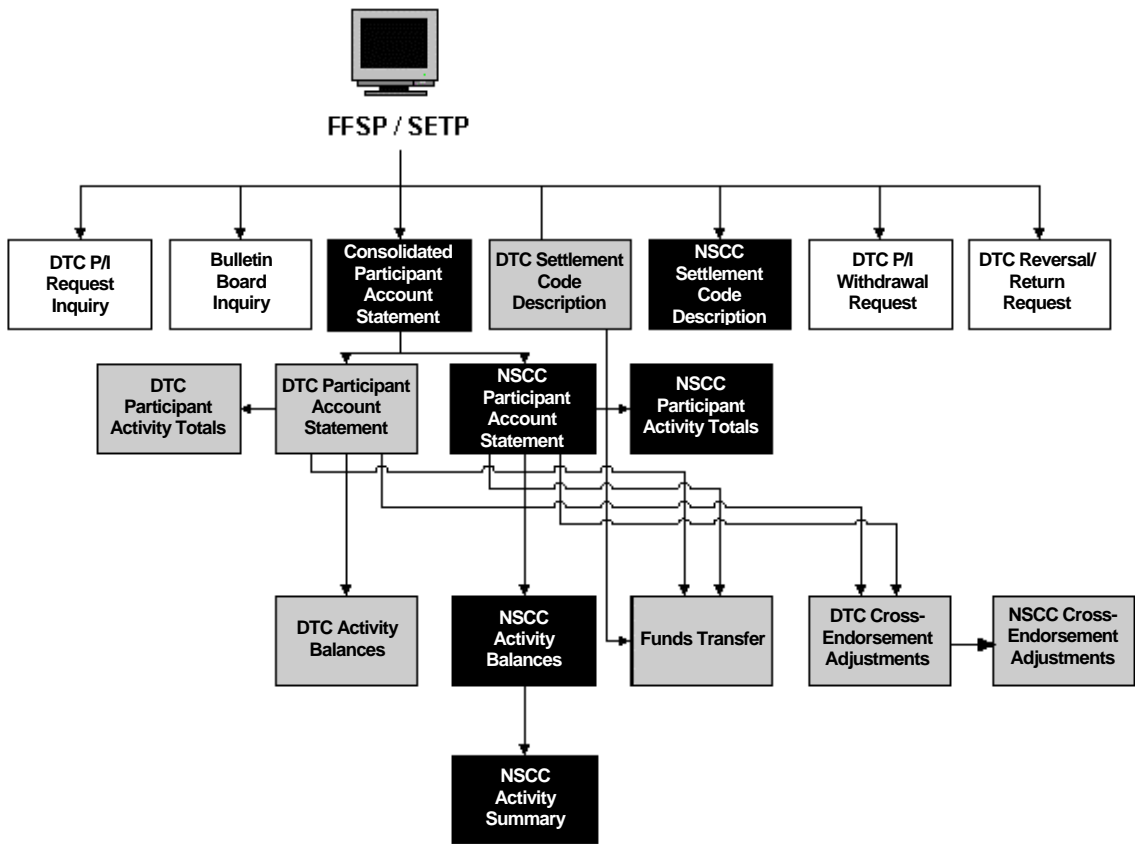 FFSP / SETP
DTC P/I
Request
Inquiry
Bulletin
Board
Inquiry
Consolidated
Participant
Account
Statement
DTC Settlement
Code
Description
NSCC
Settlement
Code
Description
DTC P/I
Withdrawal
Request
DTC Reversal/
Return
Request
DTC
Participant
Activity Totals
DTC Participant
Account
Statement
NSCC
Participant
Account
Statement
NSCC
Participant
Activity Totals
DTC Activity
Balances
NSCC
Activity
Balances
Funds Transfer
DTC Cross-
Endorsement
Adjustments
NSCC Cross-
Endorsement
Adjustments
NSCC
Activity
Summary